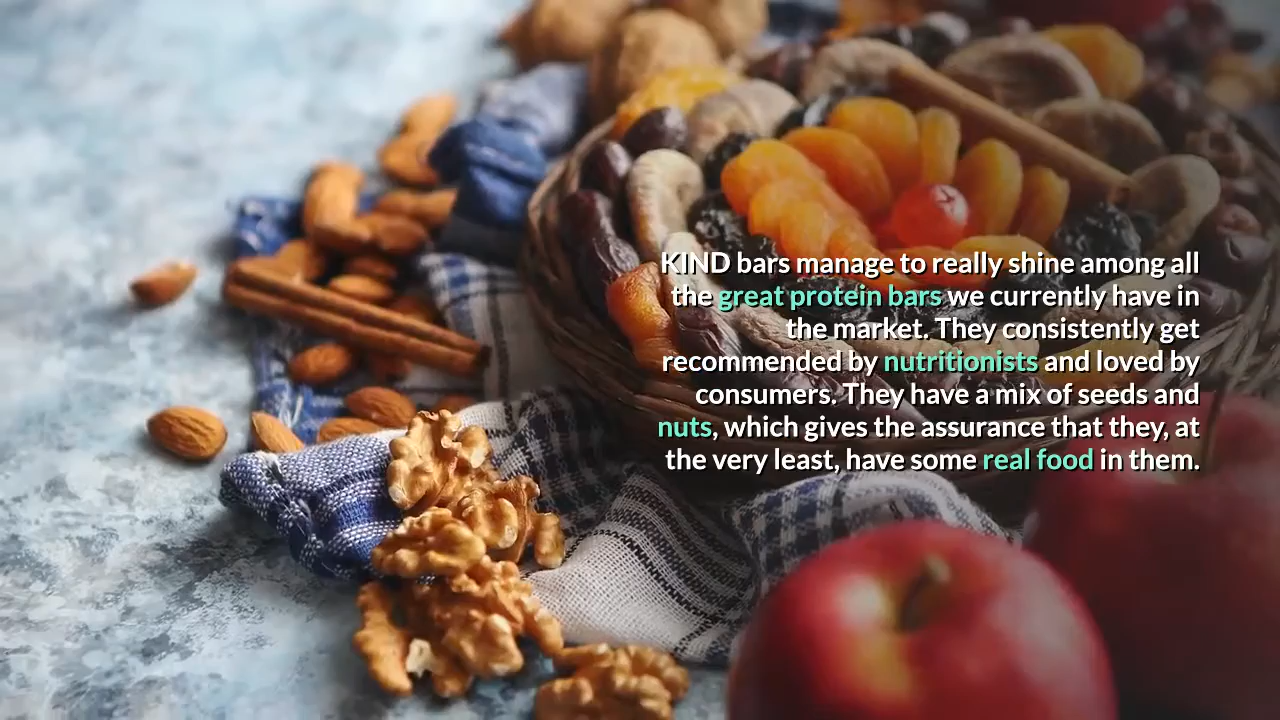 KIND bars manage to really shine among all
the great protein bars we currently have in
the market. They consistently get
recommended by nutritionists and loved by
consumers. They have a mix of seeds and
nuts, which gives the assurance that they, at
the very least, have some real food in them.